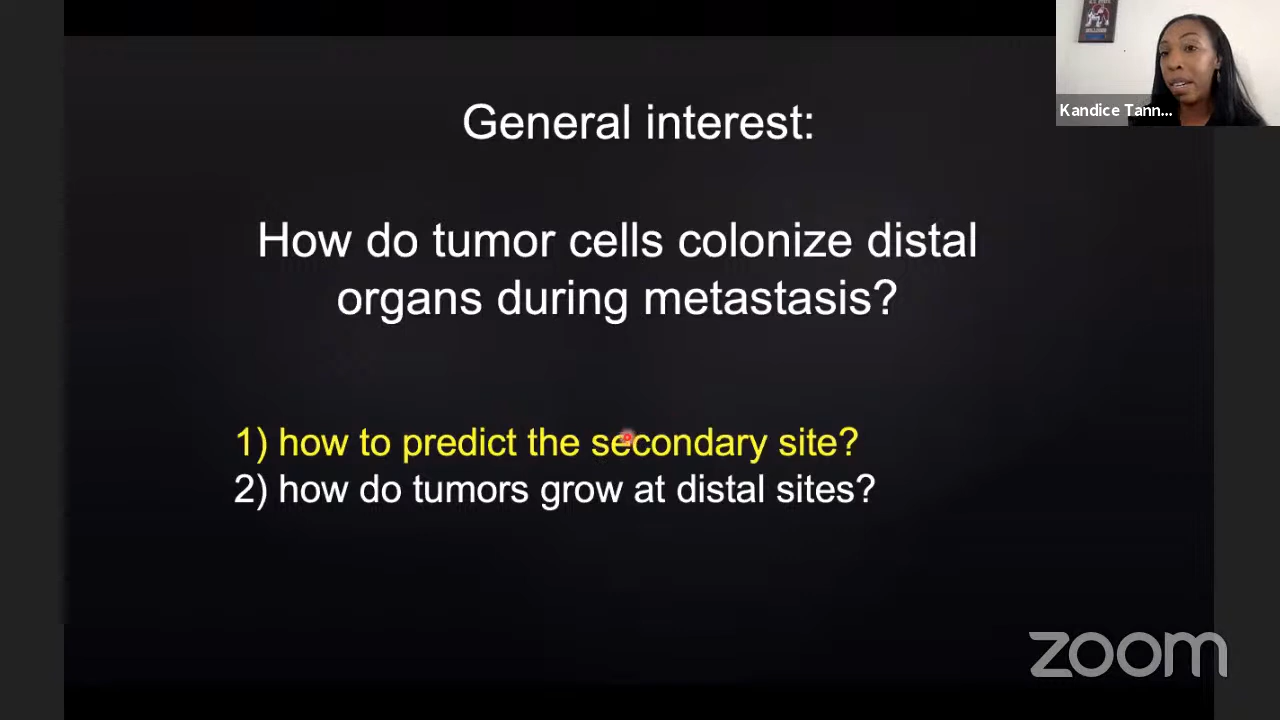 General interest:
How do tumor cells colonize distal
organs during metastasis?
1) how to predict the secondary site?
2) how do tumors grow at distal sites?
Kandice Tann...
zoom